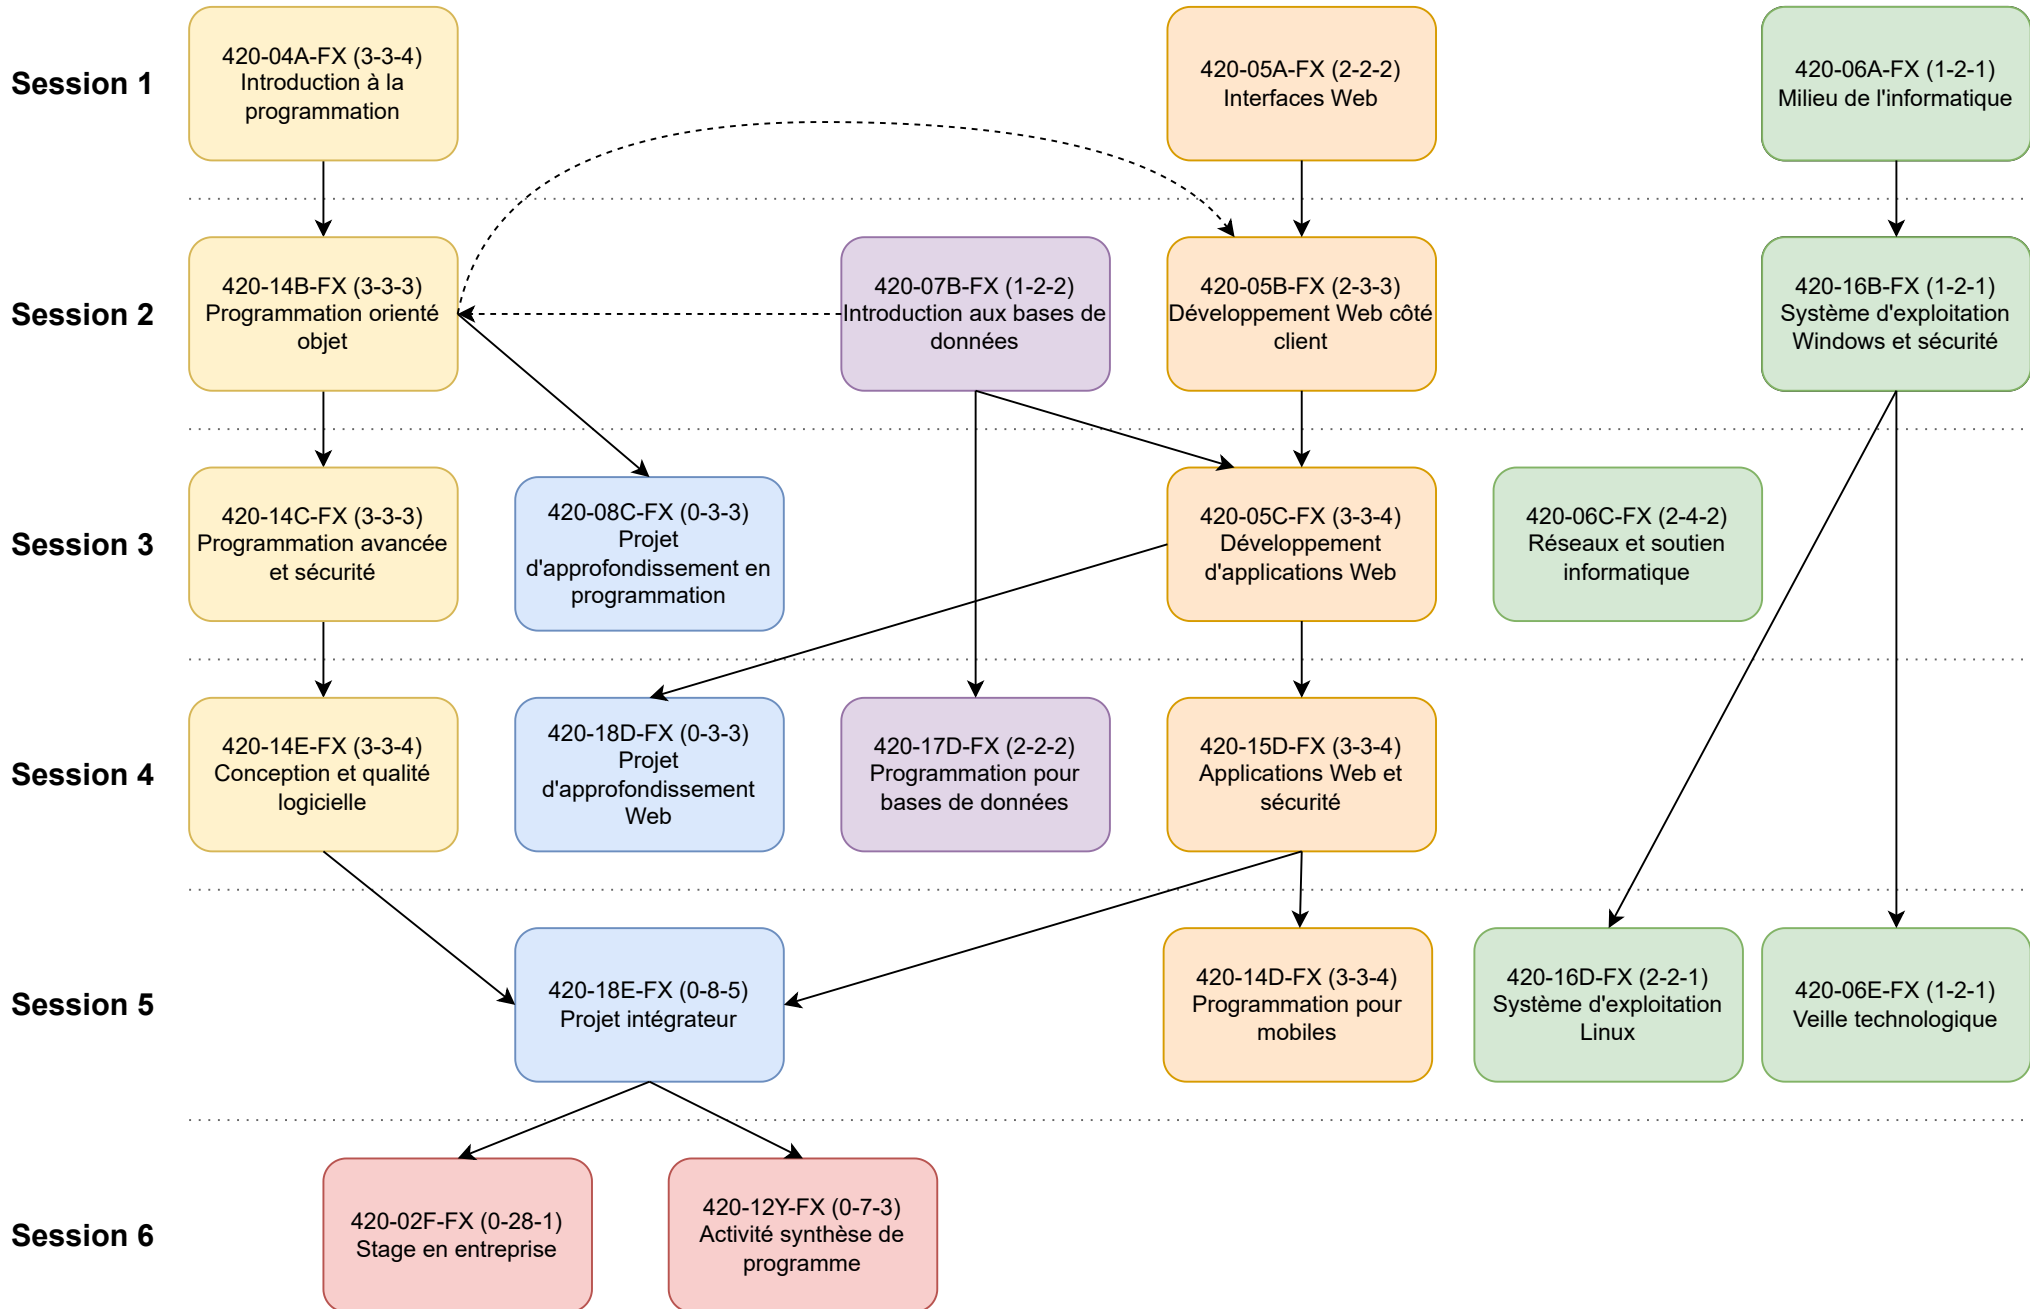 Session 1
420-04A-FX (3-3-4)
Introduction à la
programmation
420-05A-FX (2-2-2)
Interfaces Web
420-06A-FX (1-2-1)
Milieu de l'informatique
Session 2
420-14B-FX (3-3-3)
Programmation orienté
objet
420-07B-FX (1-2-2)
Introduction aux bases de
données
420-05B-FX (2-3-3)
Développement Web côté
client
420-16B-FX (1-2-1)
Système d'exploitation
Windows et sécurité
Session 3
420-14C-FX (3-3-3)
Programmation avancée
et sécurité
420-08C-FX (0-3-3)
Projet
d'approfondissement en
programmation
420-05C-FX (3-3-4)
Développement
d'applications Web
420-06C-FX (2-4-2)
Réseaux et soutien
informatique
Session 4
420-14E-FX (3-3-4)
Conception et qualité
logicielle
420-18D-FX (0-3-3)
Projet
d'approfondissement
Web
420-17D-FX (2-2-2)
Programmation pour
bases de données
420-15D-FX (3-3-4)
Applications Web et
sécurité
Session 5
420-18E-FX (0-8-5)
Projet intégrateur
420-14D-FX (3-3-4)
Programmation pour
mobiles
420-16D-FX (2-2-1)
Système d'exploitation
Linux
420-06E-FX (1-2-1)
Veille technologique
Session 6
420-02F-FX (0-28-1)
Stage en entreprise
420-12Y-FX (0-7-3)
Activité synthèse de
programme